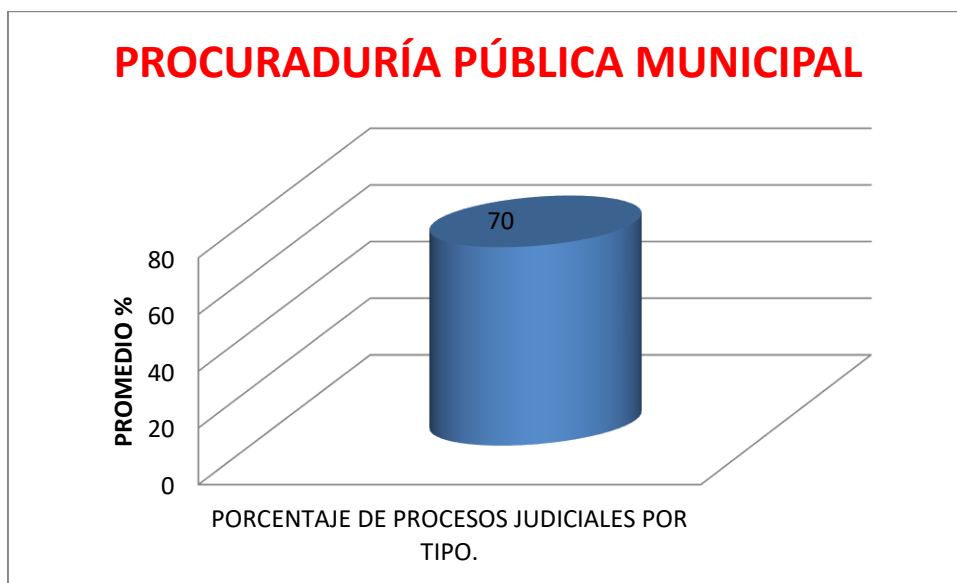 PROCURADURÍA PÚBLICA MUNICIPAL
70
80
60
40
20
0
PROMEDIO %
PORCENTAJE DE PROCESOS JUDICIALES POR
TIPO.